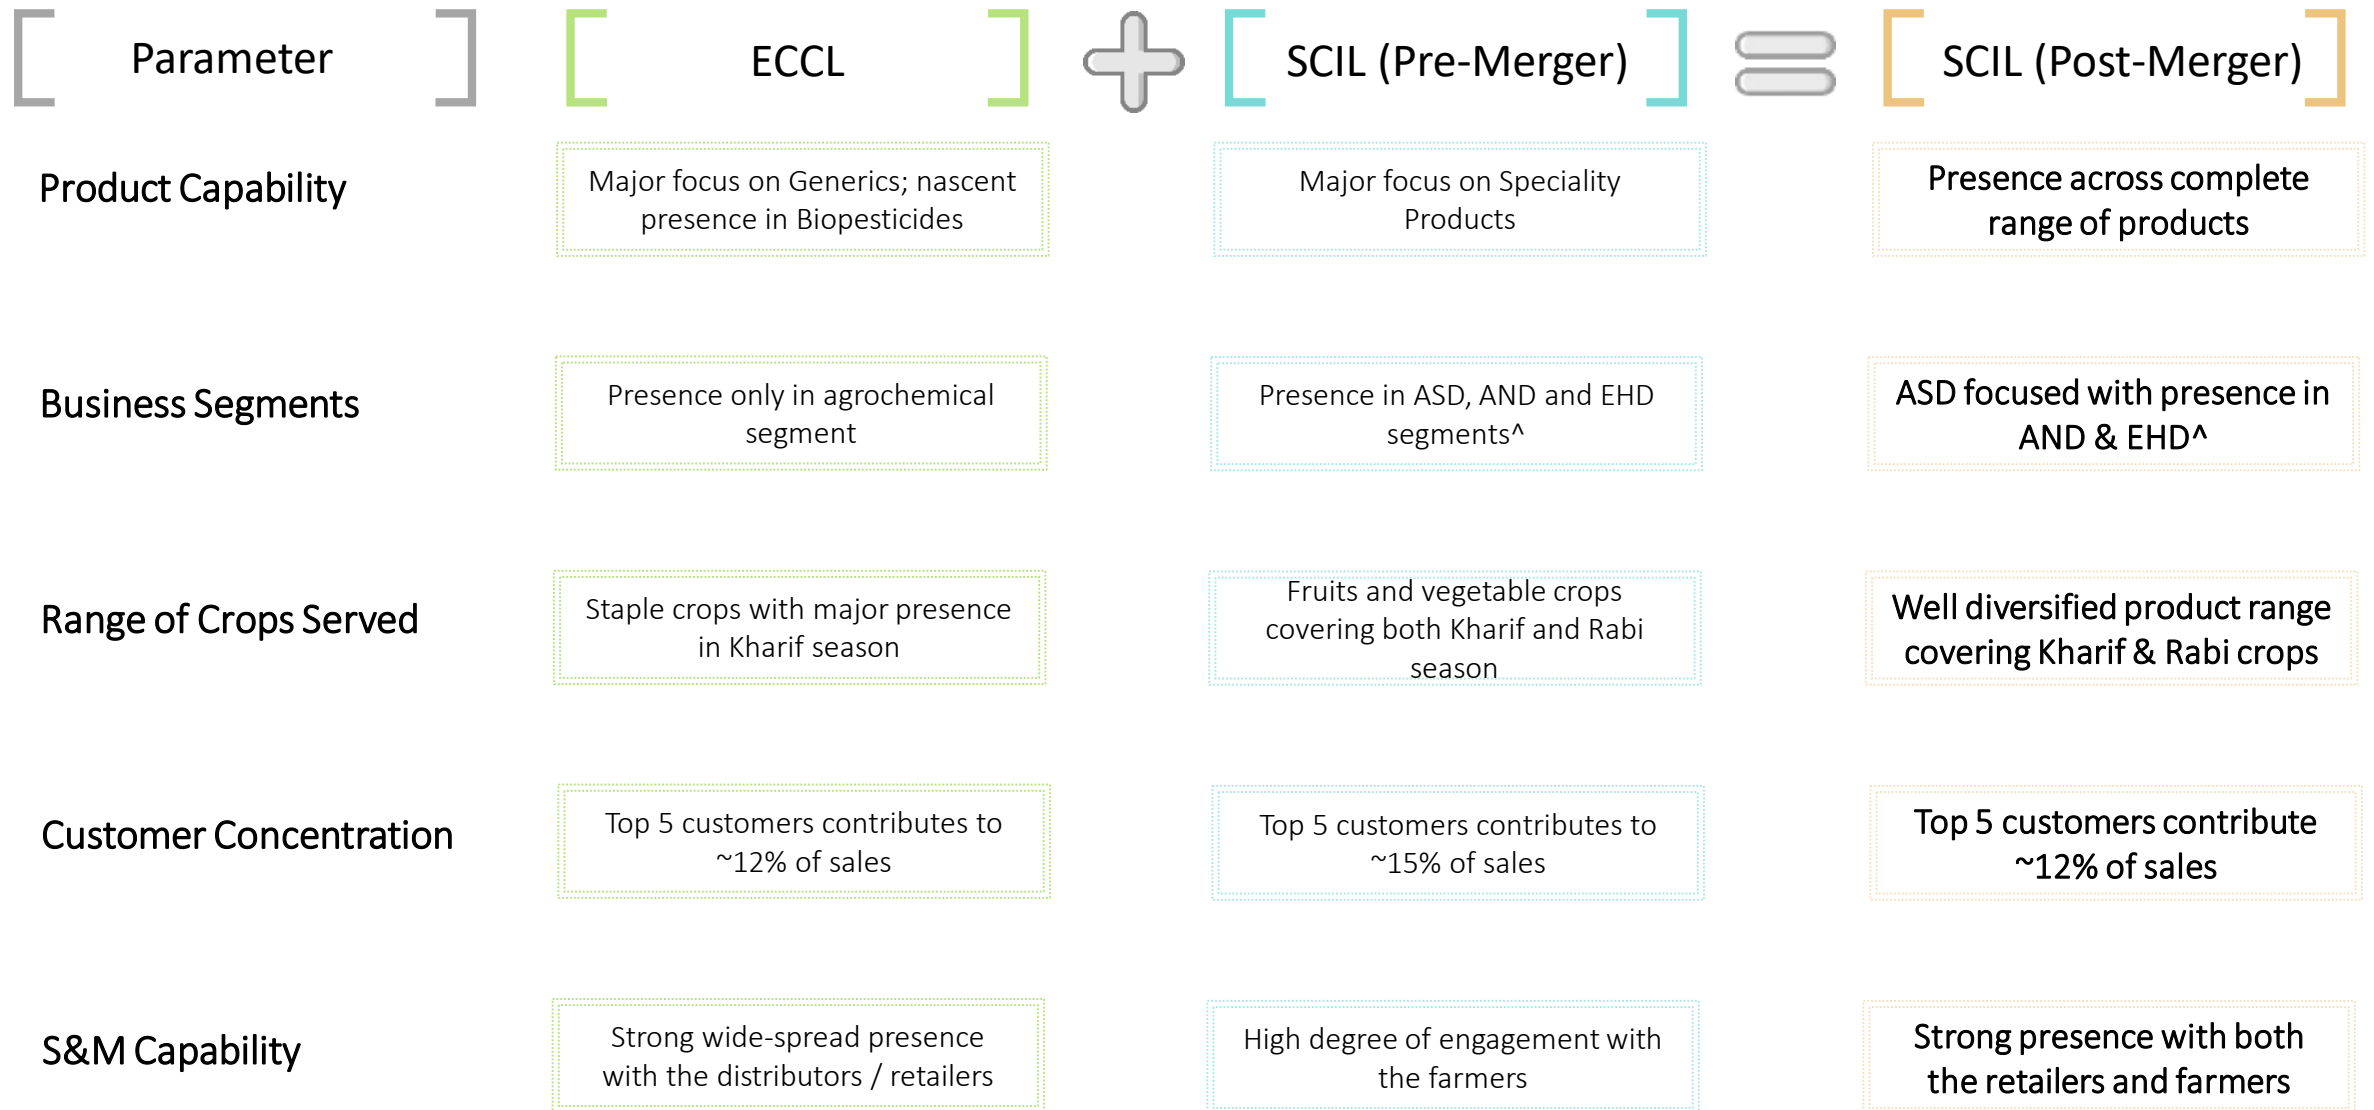 Parameter
ECCL
SCIL (Pre-Merger)
SCIL (Post-Merger)
Product Capability
Major focus on Generics; nascent
presence in Biopesticides
Major focus on Speciality
Products
Presence across complete
range of products
Business Segments
Presence only in agrochemical
segment
Presence in ASD, AND and EHD
segments^
ASD focused with presence in
AND & EHD^
Range of Crops Served
Staple crops with major presence
in Kharif season
Fruits and vegetable crops
covering both Kharif and Rabi
season
Well diversified product range
covering Kharif & Rabi crops
Customer Concentration
Top 5 customers contributes to
~12% of sales
Top 5 customers contributes to
~15% of sales
Top 5 customers contribute
~12% of sales
S&M Capability
Strong wide-spread presence
with the distributors / retailers
High degree of engagement with
the farmers
Strong presence with both
the retailers and farmers